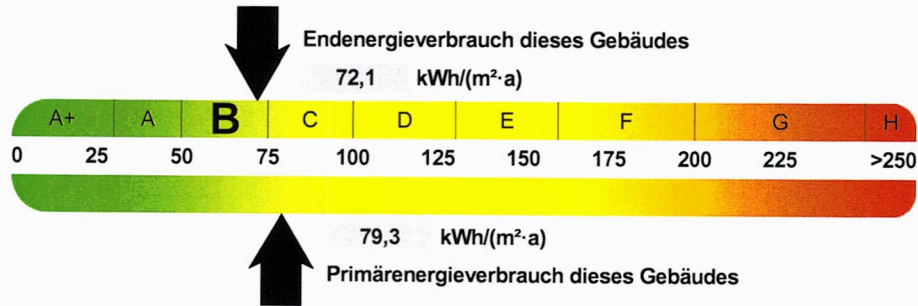 Endenergieverbrauch dieses Gebäudes
72,1 kWh/(m²·a)
A+ A B C D E F G H
0 25 50 75 100 125 150 175 200 225 >250
79,3 kWh/(m²·a)
Primärenergieverbrauch dieses Gebäudes